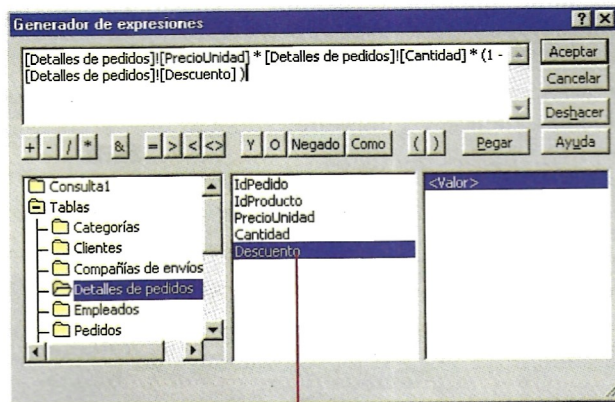 Generador de expresiones
[Detalles de pedidos]![PrecioUnidad] * [Detalles de pedidos]![Cantidad] * (1 -
[Detalles de pedidos]![Descuento] )
Aceptar
Cancelar
Deshacer
+ - / * & = > < <> Y O Negado Como ( ) Pegar Ayuda
Consulta1
Tablas
Categorías
Clientes
Compañías de envíos
Detalles de pedidos
Empleados
Pedidos
IdPedido
IdProducto
PrecioUnidad
Cantidad
Descuento
<Valor>